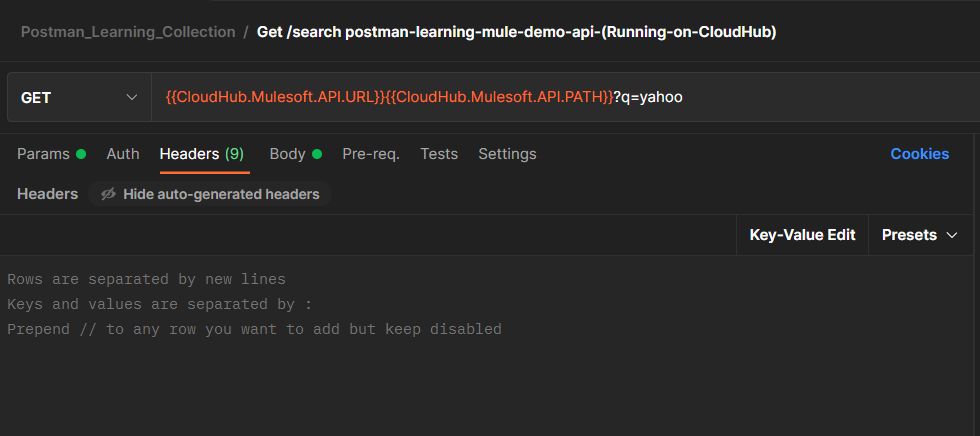 Postman_Learning_Collection / Get /search postman-learning-mule-demo-api-(Running-on-CloudHub)
GET {{CloudHub.Mulesoft.API.URL}}{{CloudHub.Mulesoft.API.PATH}}?q=yahoo
Params Auth Headers (9) Body Pre-req. Tests Settings Cookies
Headers Hide auto-generated headers
Key-Value Edit Presets
Rows are separated by new lines
Keys and values are separated by :
Prepend // to any row you want to add but keep disabled